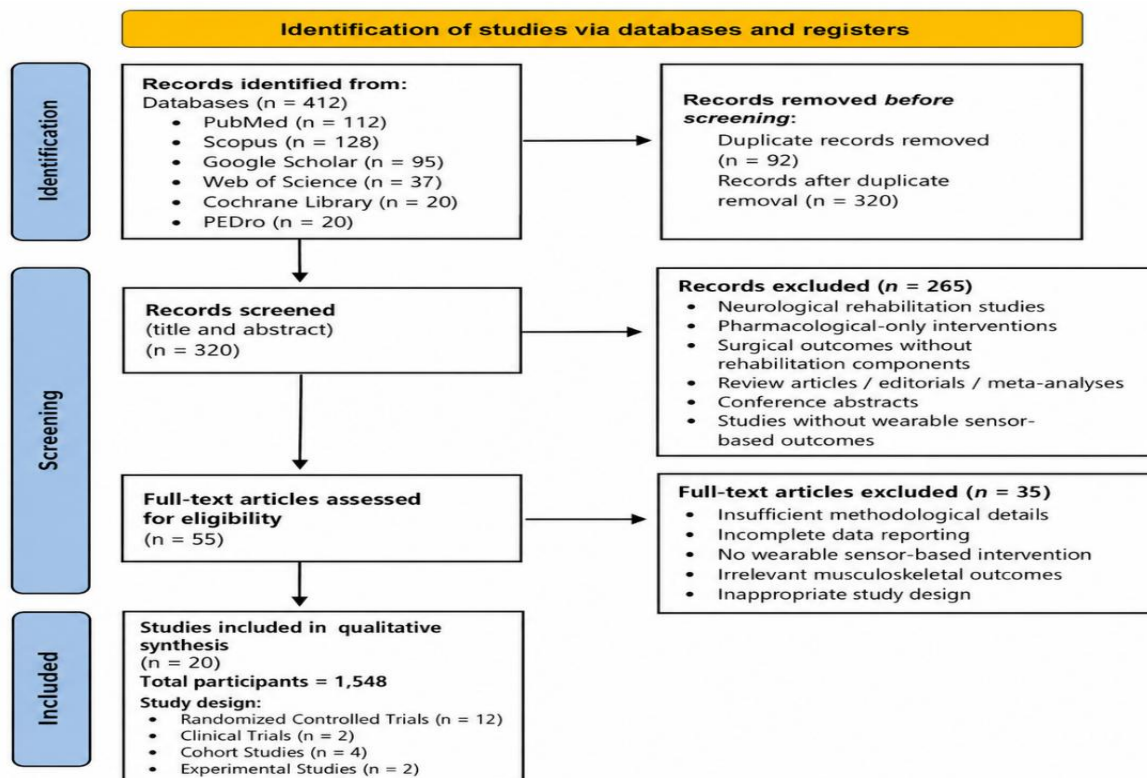 Identification of studies via databases and registers
Identification
Records identified from:
Databases (n = 412)
• PubMed (n = 112)
• Scopus (n = 128)
• Google Scholar (n = 95)
• Web of Science (n = 37)
• Cochrane Library (n = 20)
• PEDro (n = 20)
Records removed before
screening:
Duplicate records removed
(n = 92)
Records after duplicate
removal (n = 320)
Screening
Records screened
(title and abstract)
(n = 320)
Records excluded (n = 265)
• Neurological rehabilitation studies
• Pharmacological-only interventions
• Surgical outcomes without
rehabilitation components
• Review articles / editorials / meta-analyses
• Conference abstracts
• Studies without wearable sensor-
based outcomes
Full-text articles assessed
for eligibility
(n = 55)
Full-text articles excluded (n = 35)
• Insufficient methodological details
• Incomplete data reporting
• No wearable sensor-based intervention
• Irrelevant musculoskeletal outcomes
• Inappropriate study design
Included
Studies included in qualitative
synthesis
(n = 20)
Total participants = 1,548
Study design:
• Randomized Controlled Trials (n = 12)
• Clinical Trials (n = 2)
• Cohort Studies (n = 4)
• Experimental Studies (n = 2)